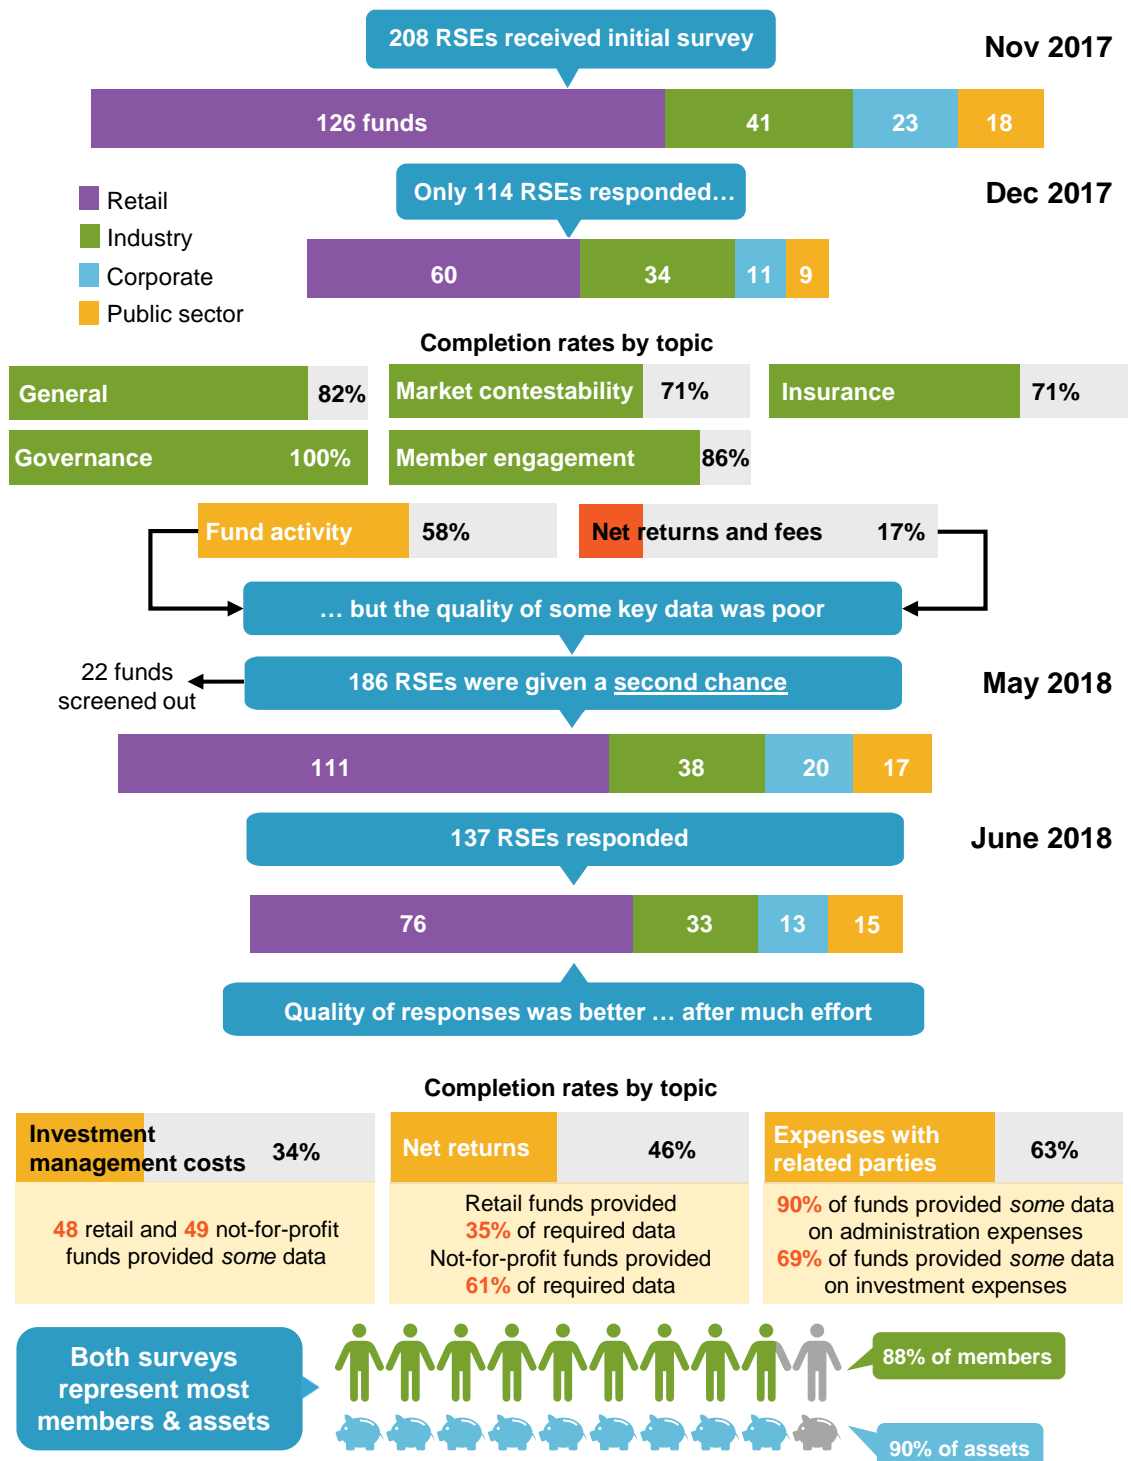 208 RSEs received initial survey
Nov 2017
126 funds 41 23 18
Only 114 RSEs responded…
Dec 2017
Retail
Industry
Corporate
Public sector
60 34 11 9
Completion rates by topic
General 82%
Market contestability 71%
Insurance 71%
Governance 100%
Member engagement 86%
Fund activity 58%
Net returns and fees 17%
… but the quality of some key data was poor
22 funds
screened out
186 RSEs were given a second chance
May 2018
111 38 20 17
137 RSEs responded
June 2018
76 33 13 15
Quality of responses was better … after much effort
Completion rates by topic
Investment
management costs 34%
48 retail and 49 not-for-profit
funds provided some data
Net returns 46%
Retail funds provided
35% of required data
Not-for-profit funds provided
61% of required data
Expenses with
related parties 63%
90% of funds provided some data
on administration expenses
69% of funds provided some data
on investment expenses
Both surveys
represent most
members & assets
88% of members
90% of assets